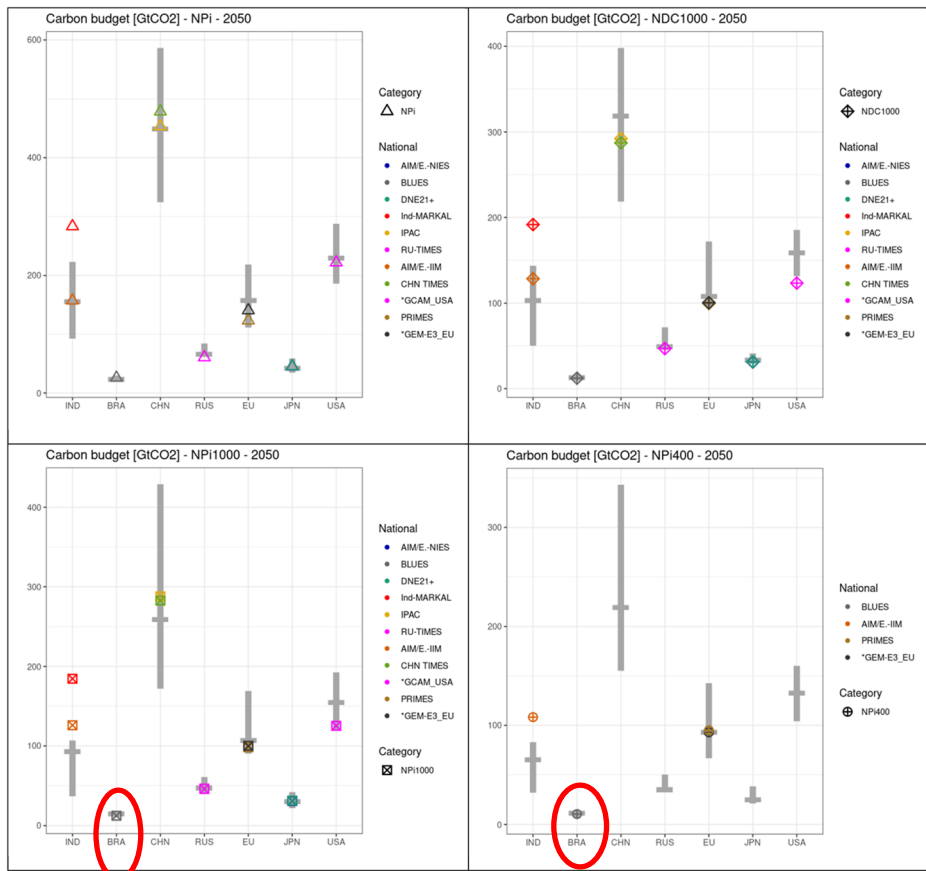 Carbon budget [GtCO2] - NPi - 2050
600
400
200
0
IND BRA CHN RUS EU JPN USA
Category
NPi
National
AIM/E.-NIES
BLUES
DNE21+
Ind-MARKAL
IPAC
RU-TIMES
AIM/E.-IIM
CHN TIMES
*GCAM_USA
PRIMES
*GEM-E3_EU
Carbon budget [GtCO2] - NDC1000 - 2050
400
300
200
100
0
IND BRA CHN RUS EU JPN USA
Category
NDC1000
National
AIM/E.-NIES
BLUES
DNE21+
Ind-MARKAL
IPAC
RU-TIMES
AIM/E.-IIM
CHN TIMES
*GCAM_USA
PRIMES
*GEM-E3_EU
Carbon budget [GtCO2] - NPi1000 - 2050
400
300
200
100
0
IND BRA CHN RUS EU JPN USA
National
AIM/E.-NIES
BLUES
DNE21+
Ind-MARKAL
IPAC
RU-TIMES
AIM/E.-IIM
CHN TIMES
*GCAM_USA
PRIMES
*GEM-E3_EU
Category
NPi1000
Carbon budget [GtCO2] - NPi400 - 2050
300
200
100
0
IND BRA CHN RUS EU JPN USA
National
BLUES
AIM/E.-IIM
PRIMES
*GEM-E3_EU
Category
NPi400